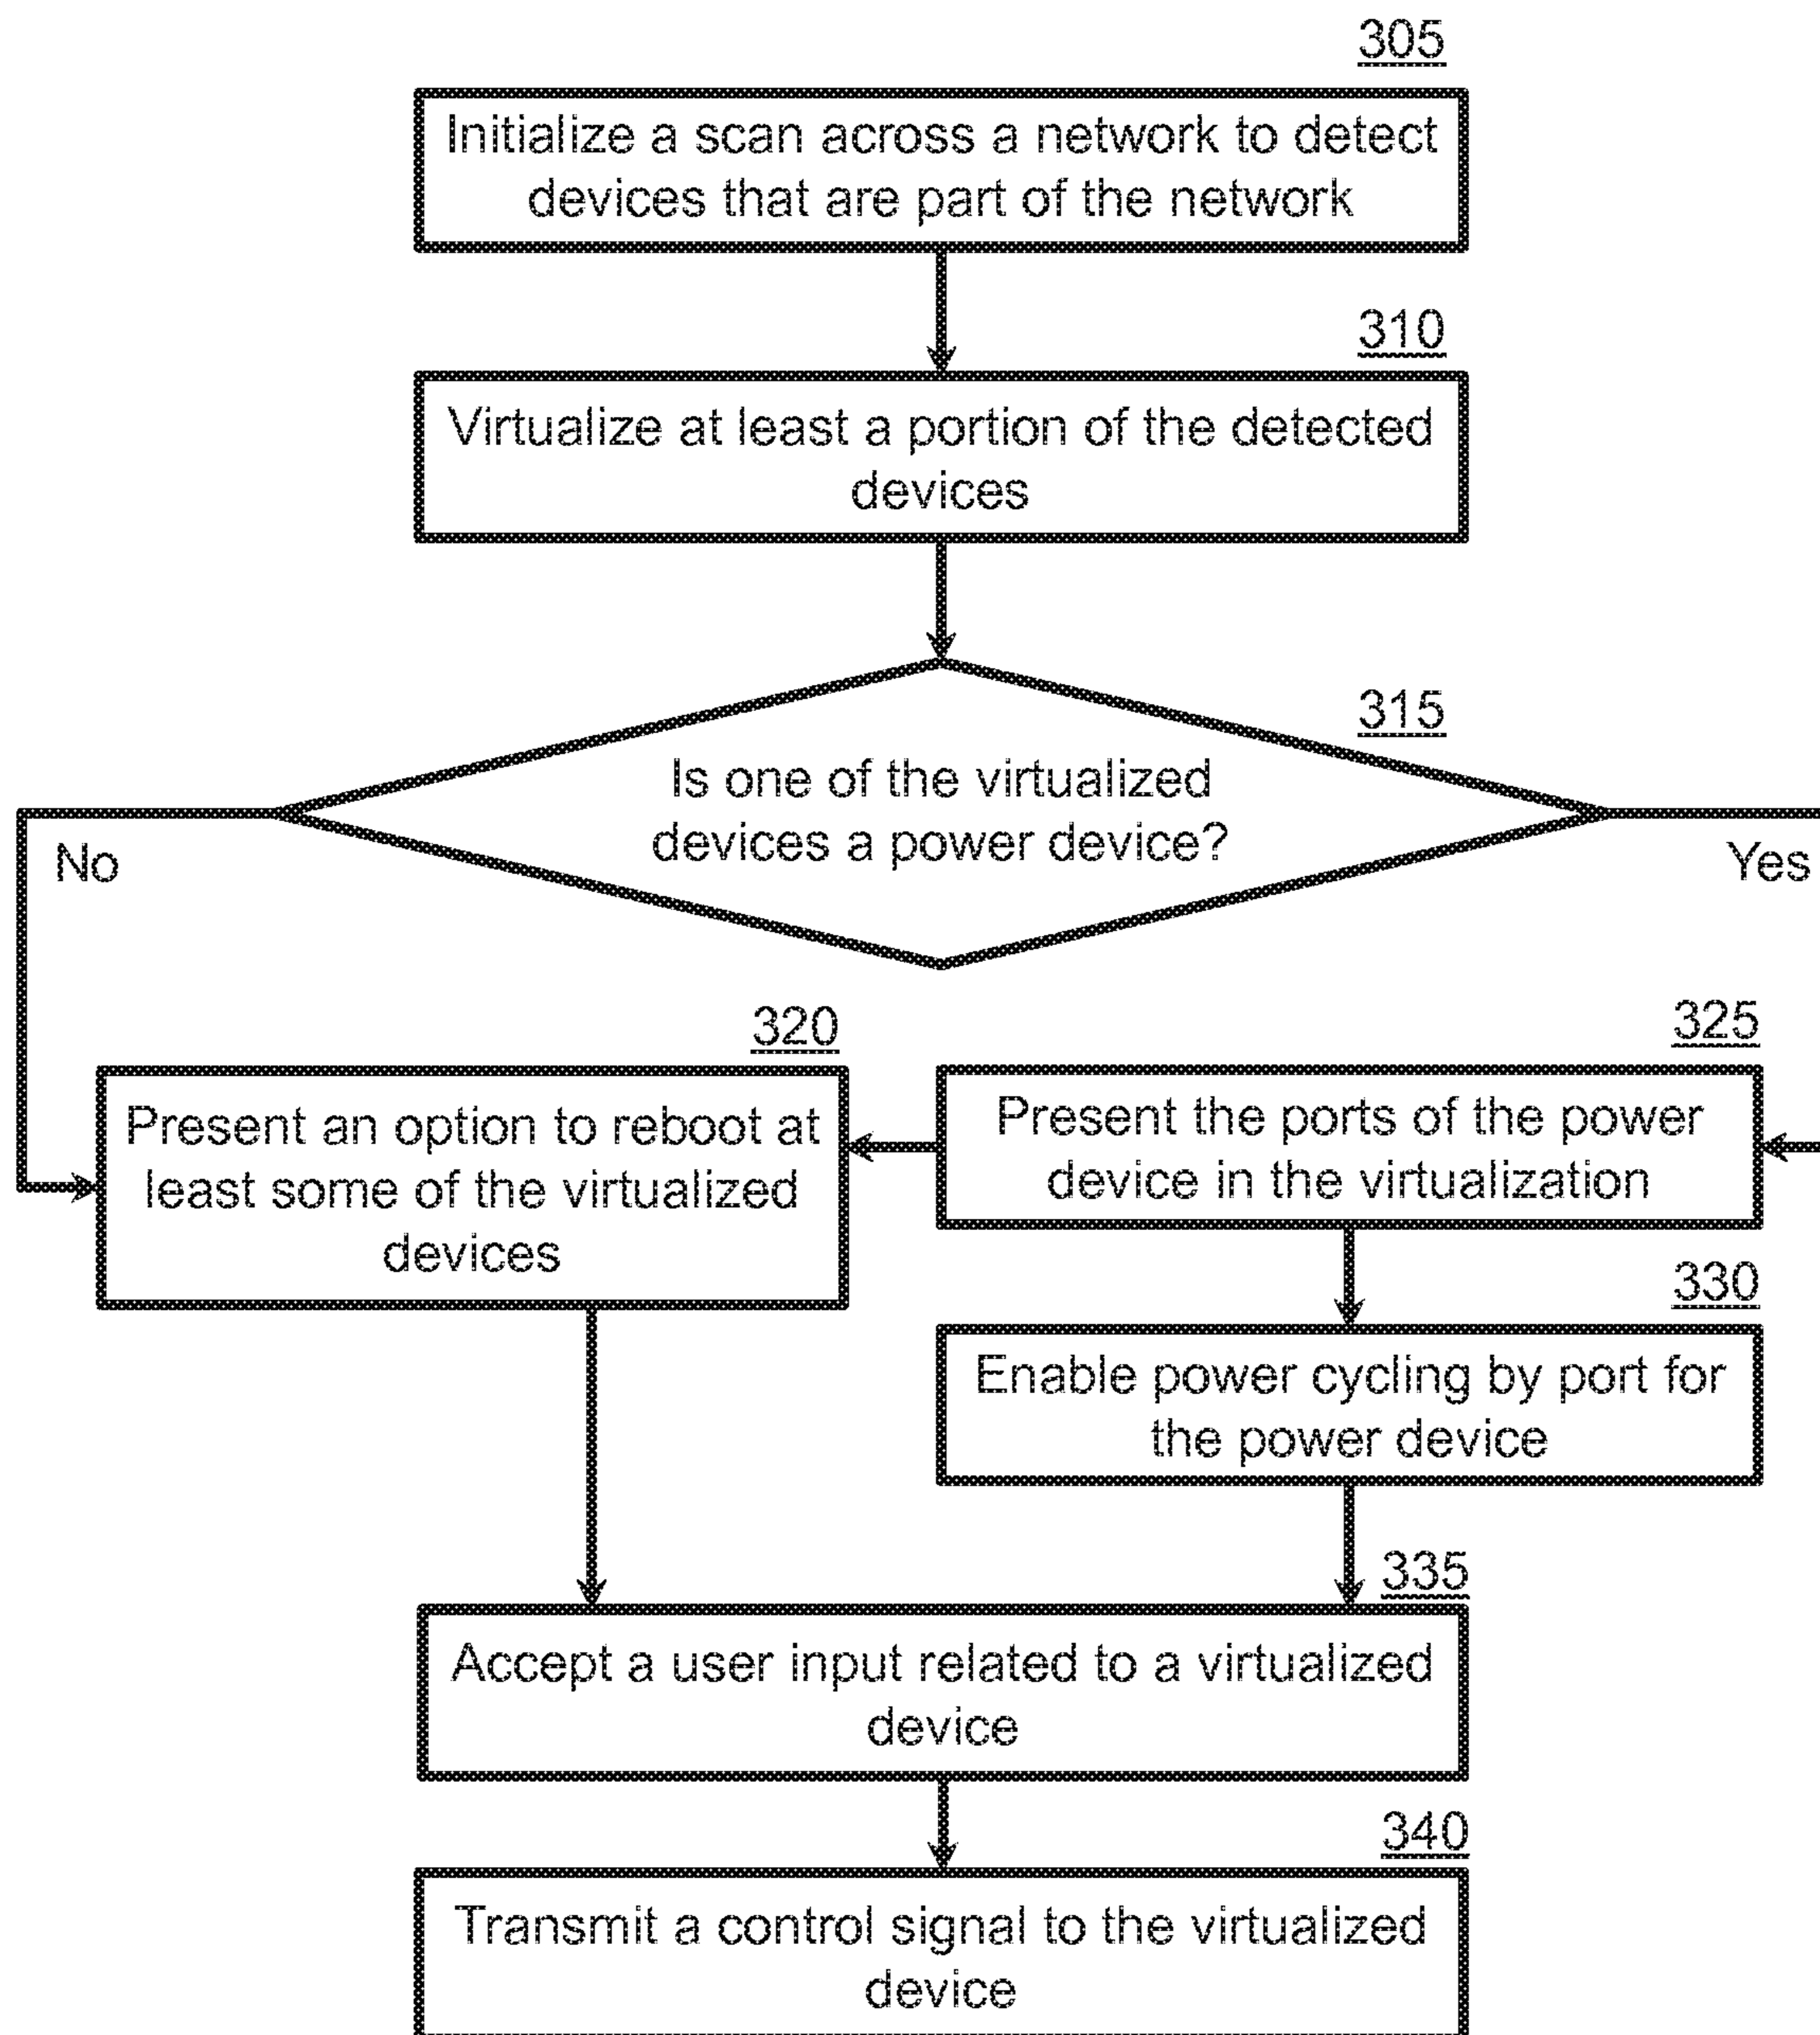 305
Initialize a scan across a network to detect
devices that are part of the network
310
Virtualize at least a portion of the detected
devices
315
Is one of the virtualized
devices a power device?
No
Yes
320
Present an option to reboot at
least some of the virtualized
devices
325
Present the ports of the power
device in the virtualization
330
Enable power cycling by port for
the power device
335
Accept a user input related to a virtualized
device
340
Transmit a control signal to the virtualized
device